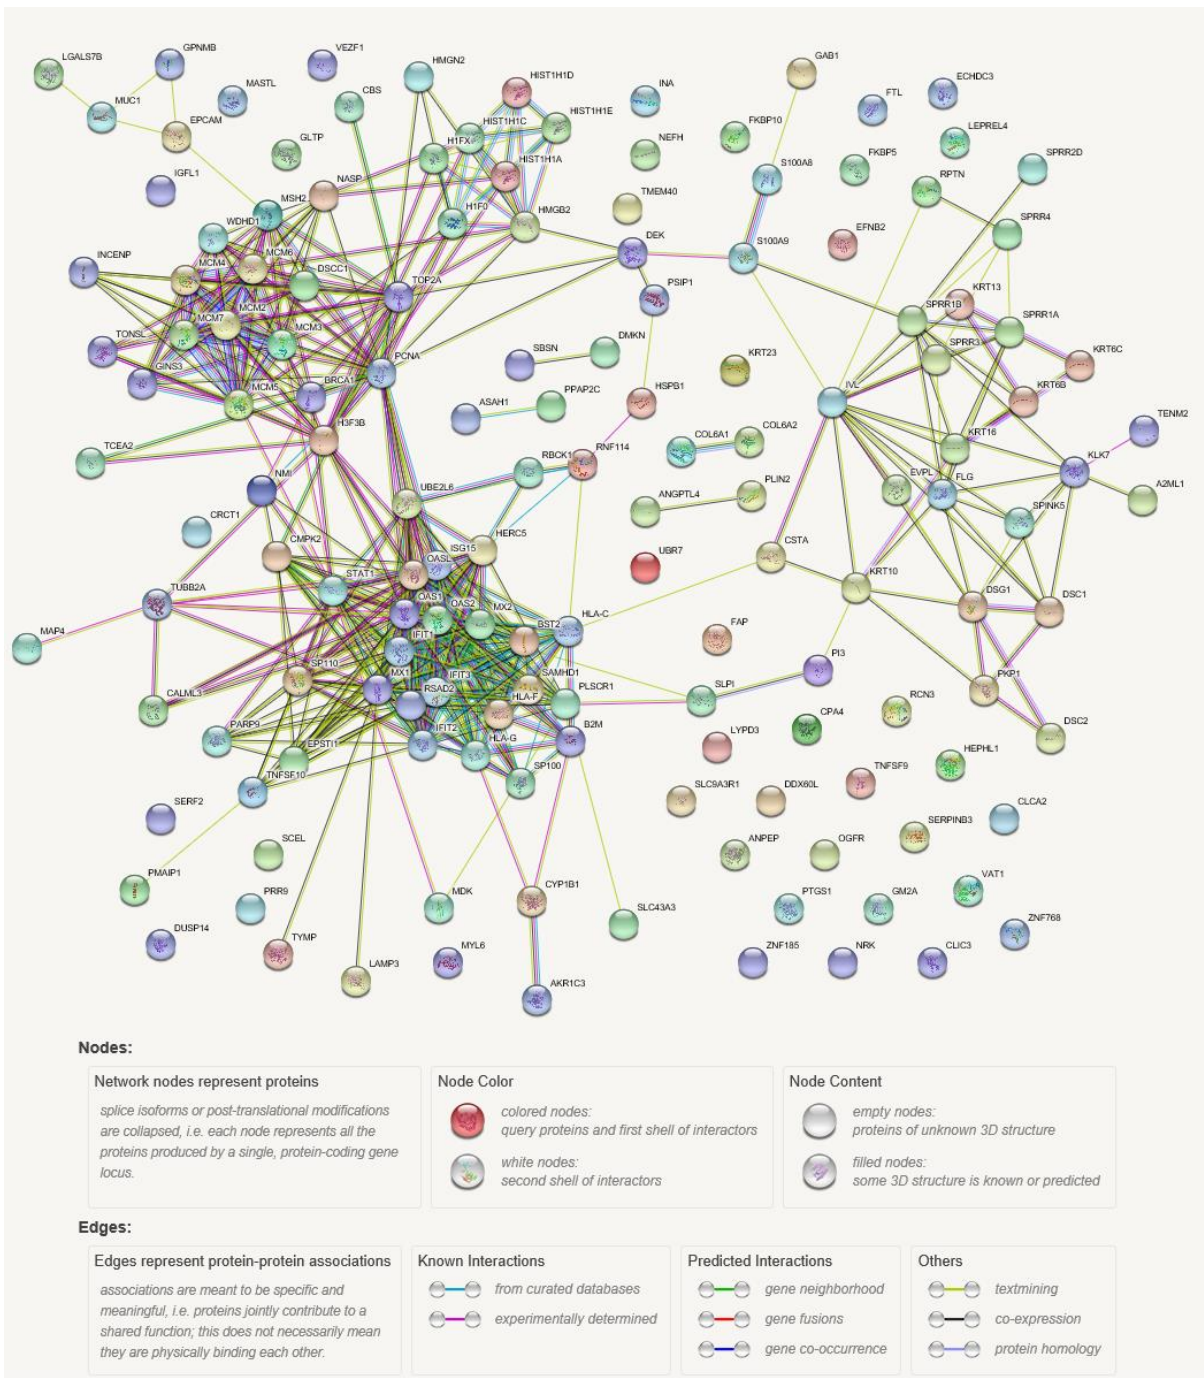 LGALS7B
GPNMB
VEZF1
HMGN2
HIST1H1D
INA
GAB1
ECHDC3
FTL
MUC1
MASTL
CBS
HIST1H1C
HIST1H1E
FKBP10
LEPREL4
EPCAM
GLTP
H1FX
NEFH
S100A8
FKBP5
SPRR2D
RPTN
IGFL1
MSH2
NASP
HIST1H1A
TMEM40
WDHD1
H1F0
HMGB2
DEK
S100A9
EFNB2
SPRR4
INCENP
MCM4
MCM6
DSCC1
TOP2A
PSIP1
KRT13
MCM7
MCM2
MCM3
SPRR1B
SPRR1A
TONSL
PCNA
SBSN
DMKN
KRT23
SPRR3
KRT6C
GINS3
BRCA1
MCM5
HSPB1
IVL
KRT6B
ASAH1
PPAP2C
TENM2
H3F3B
COL6A1
COL6A2
KRT16
TCEA2
RBCK1
RNF114
KLK7
NMI
UBE2L6
EVPL
FLG
A2ML1
ANGPTL4
PLIN2
SPINK5
CRCT1
HERC5
CMPK2
ISG15
OASL
UBR7
CSTA
STAT1
KRT10
TUBB2A
OAS1
OAS2
MX2
DSG1
DSC1
MAP4
IFIT1
BST2
HLA-C
FAP
SP110
MX1
IFIT3
SAMHD1
PI3
CALML3
RSAD2
HLA-F
PLSCR1
SLPI
PKP1
PARP9
IFIT2
HLA-G
B2M
LYPD3
CPA4
RCN3
DSC2
EPSTI1
TNFSF10
SP100
HEPHL1
SLC9A3R1
DDX60L
TNFSF9
SERF2
SCEL
CLCA2
SERPINB3
ANPEP
OGFR
PMAIP1
PRR9
MDK
CYP1B1
SLC43A3
PTGS1
GM2A
VAT1
DUSP14
TYMP
ZNF768
LAMP3
MYL6
AKR1C3
ZNF185
NRK
CLIC3
Nodes:
Network nodes represent proteins
splice isoforms or post-translational modifications
are collapsed, i.e. each node represents all the
proteins produced by a single, protein-coding gene
locus.
Node Color
colored nodes:
query proteins and first shell of interactors
white nodes:
second shell of interactors
Node Content
empty nodes:
proteins of unknown 3D structure
filled nodes:
some 3D structure is known or predicted
Edges:
Edges represent protein-protein associations
associations are meant to be specific and
meaningful, i.e. proteins jointly contribute to a
shared function; this does not necessarily mean
they are physically binding each other.
Known Interactions
from curated databases
experimentally determined
Predicted Interactions
gene neighborhood
gene fusions
gene co-occurrence
Others
textmining
co-expression
protein homology